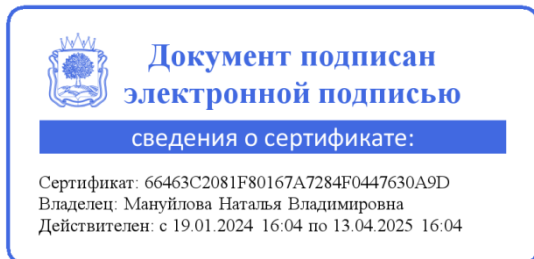 Документ подписан
электронной подписью
сведения о сертификате:
Сертификат: 66463C2081F80167A7284F0447630A9D
Владелец: Мануйлова Наталья Владимировна
Действителен: с 19.01.2024 16:04 по 13.04.2025 16:04